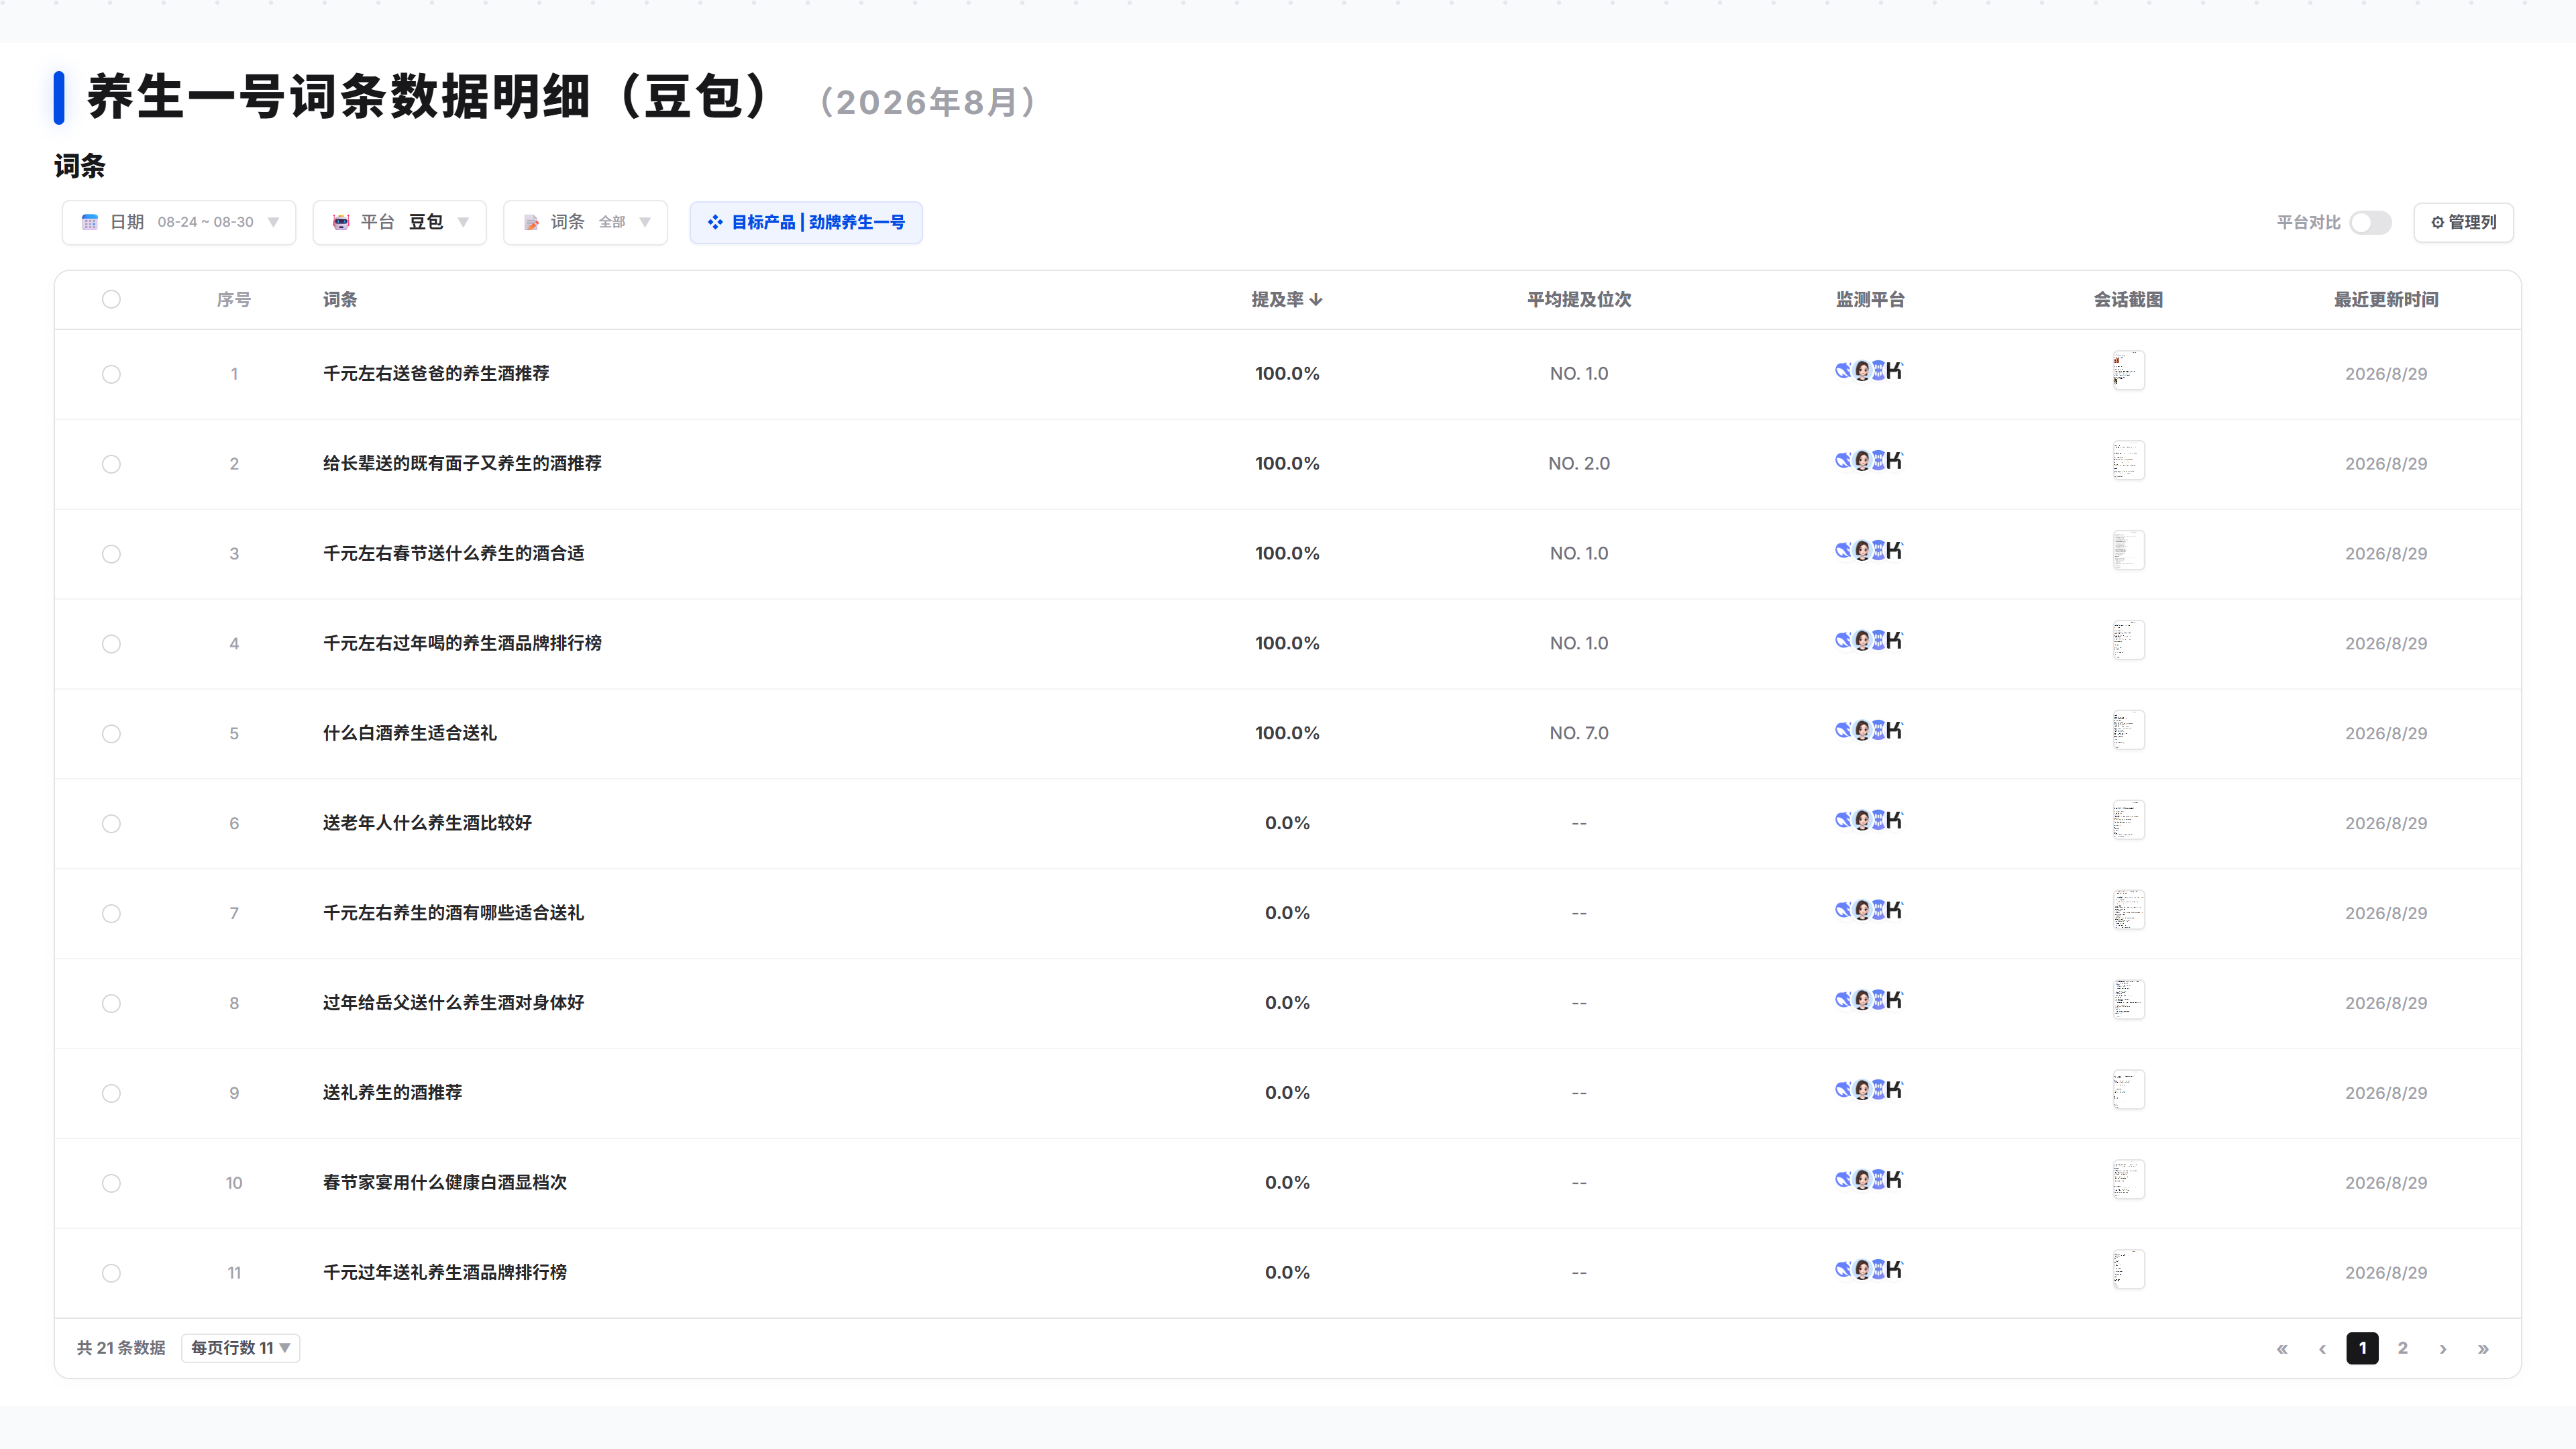 养生一号词条数据明细（豆包） （2026年8月）
词条
日期 08-24 ~ 08-30 ▼ 平台 豆包 ▼ 词条 全部 ▼ 目标产品 | 劲牌养生一号 平台对比 管理列
序号 词条 提及率 ↓ 平均提及位次 监测平台 会话截图 最近更新时间
1 千元左右送爸爸的养生酒推荐 100.0% NO. 1.0 2026/8/29
2 给长辈送的既有面子又养生的酒推荐 100.0% NO. 2.0 2026/8/29
3 千元左右春节送什么养生的酒合适 100.0% NO. 1.0 2026/8/29
4 千元左右过年喝的养生酒品牌排行榜 100.0% NO. 1.0 2026/8/29
5 什么白酒养生适合送礼 100.0% NO. 7.0 2026/8/29
6 送老年人什么养生酒比较好 0.0% -- 2026/8/29
7 千元左右养生的酒有哪些适合送礼 0.0% -- 2026/8/29
8 过年给岳父送什么养生酒对身体好 0.0% -- 2026/8/29
9 送礼养生的酒推荐 0.0% -- 2026/8/29
10 春节家宴用什么健康白酒显档次 0.0% -- 2026/8/29
11 千元过年送礼养生酒品牌排行榜 0.0% -- 2026/8/29
共 21 条数据 每页行数 11 ▼ « ‹ 1 2 › »